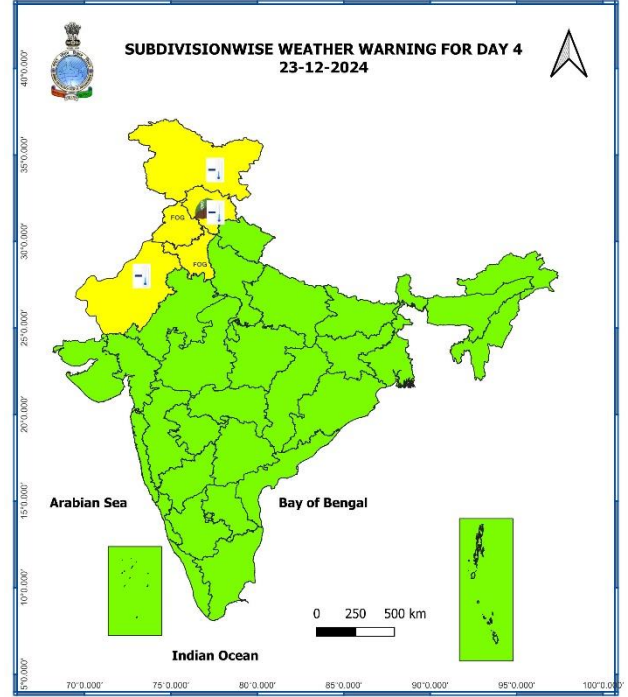 SUBDIVISIONWISE WEATHER WARNING FOR DAY 4
23-12-2024
40°0.000'
35°0.000'
FOG
30°0.000'
FOG
25°0.000'
20°0.000'
Arabian Sea
Bay of Bengal
15°0.000'
10°0.000'
0 250 500 km
Indian Ocean
5°0.000'
70°0.000' 75°0.000' 80°0.000' 85°0.000' 90°0.000' 95°0.000' 100°0.000'